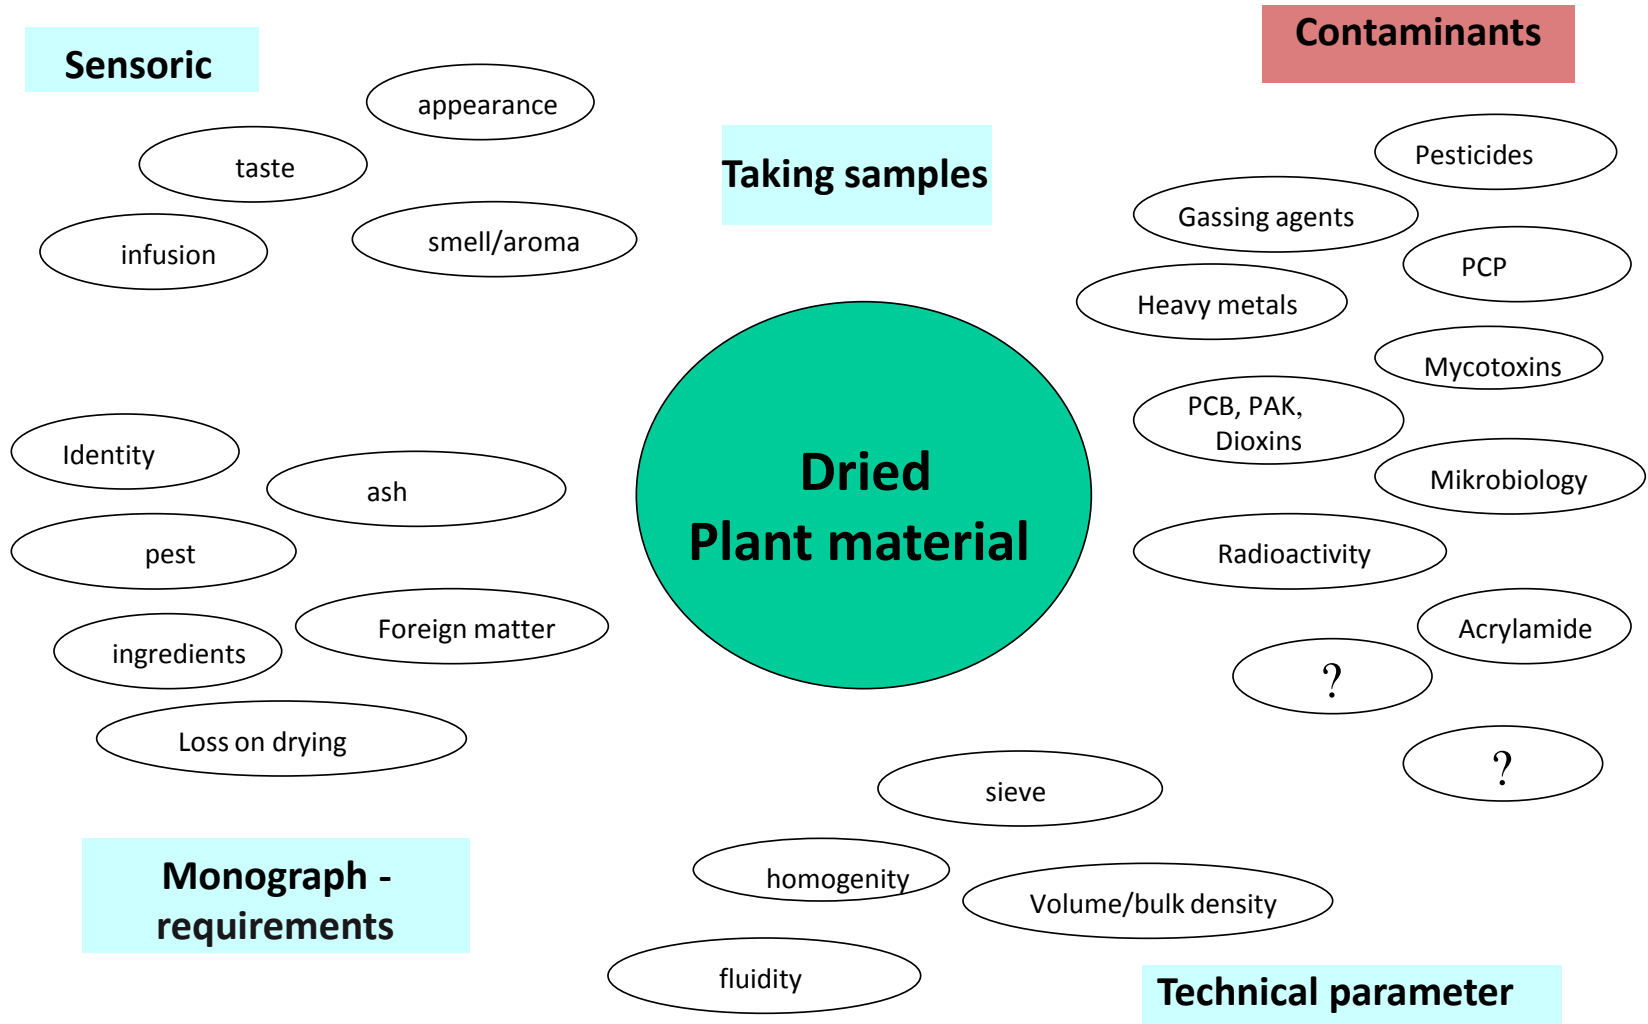 Sensoric
appearance
taste
infusion
smell/aroma
Taking samples
Contaminants
Pesticides
Gassing agents
PCP
Heavy metals
Mycotoxins
PCB, PAK,
Dioxins
Mikrobiology
Radioactivity
Acrylamide
?
?
Dried
Plant material
Identity
ash
pest
Foreign matter
ingredients
Loss on drying
Monograph -
requirements
sieve
homogenity
Volume/bulk density
fluidity
Technical parameter